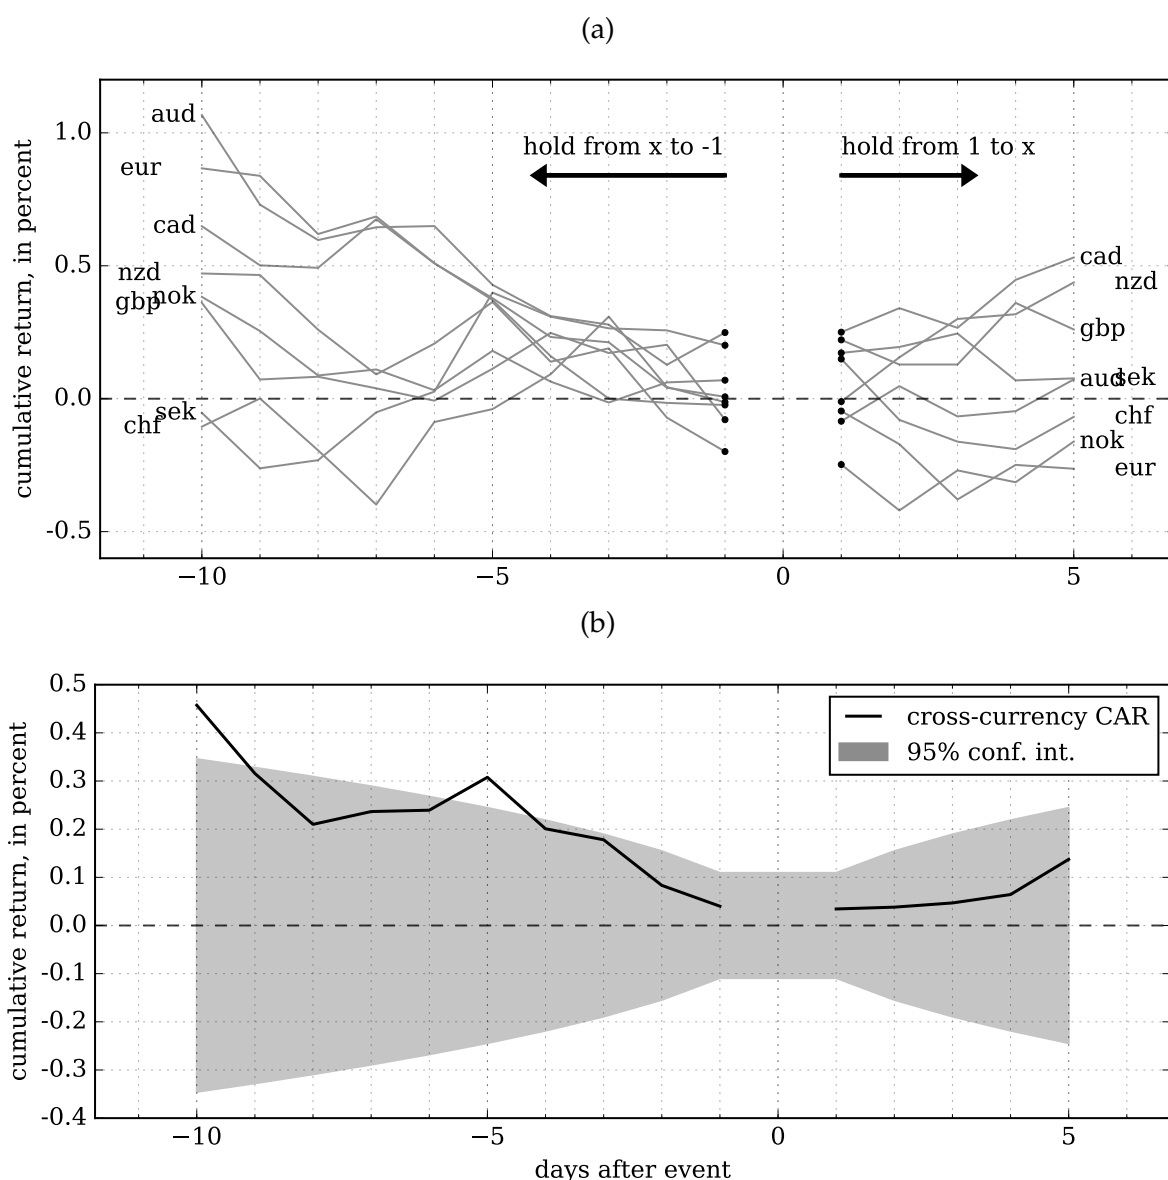 (a)
cumulative return, in percent
1.0
0.5
0.0
-0.5
aud
eur
cad
nzd
gbp
nok
sek
chf
hold from x to -1
hold from 1 to x
cad
nzd
gbp
aud
sek
chf
nok
eur
−10
−5
0
5
(b)
cumulative return, in percent
0.5
0.4
0.3
0.2
0.1
0.0
-0.1
-0.2
-0.3
-0.4
cross-currency CAR
95% conf. int.
−10
−5
0
5
days after event